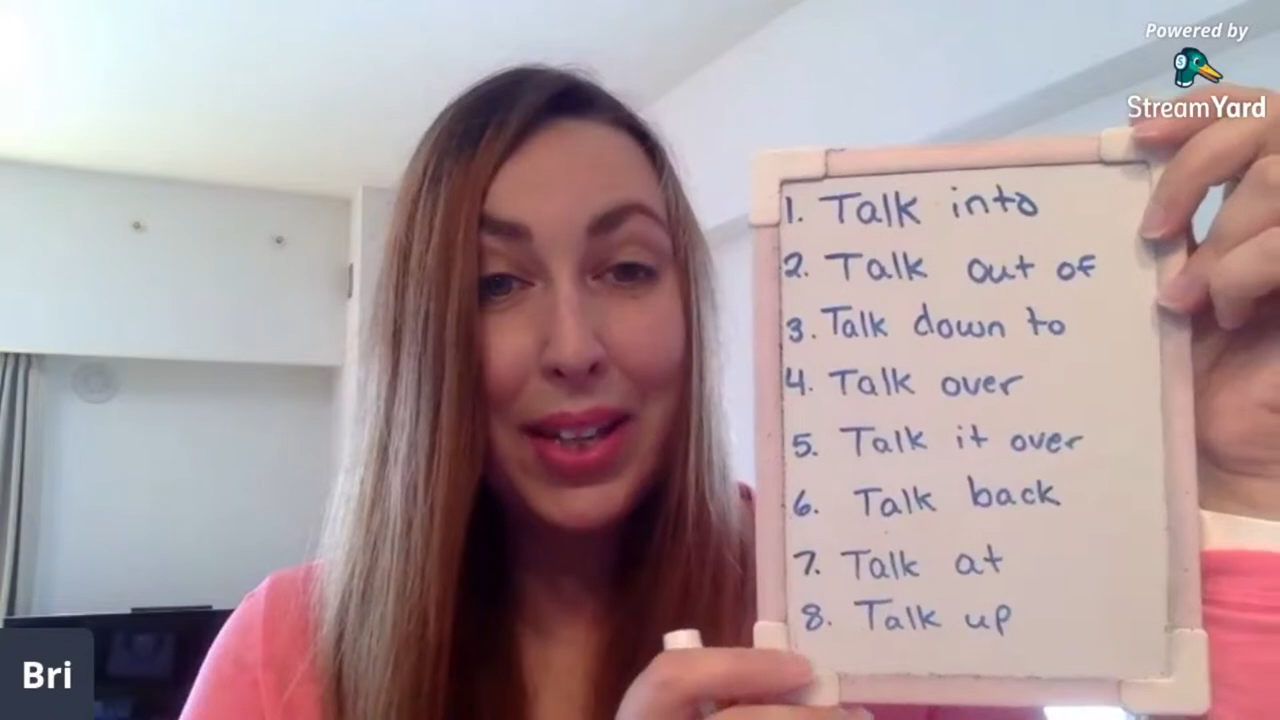 Powered by
StreamYard
1. Talk into
2. Talk out of
3. Talk down to
4. Talk over
5. Talk it over
6. Talk back
7. Talk at
8. Talk up
Bri